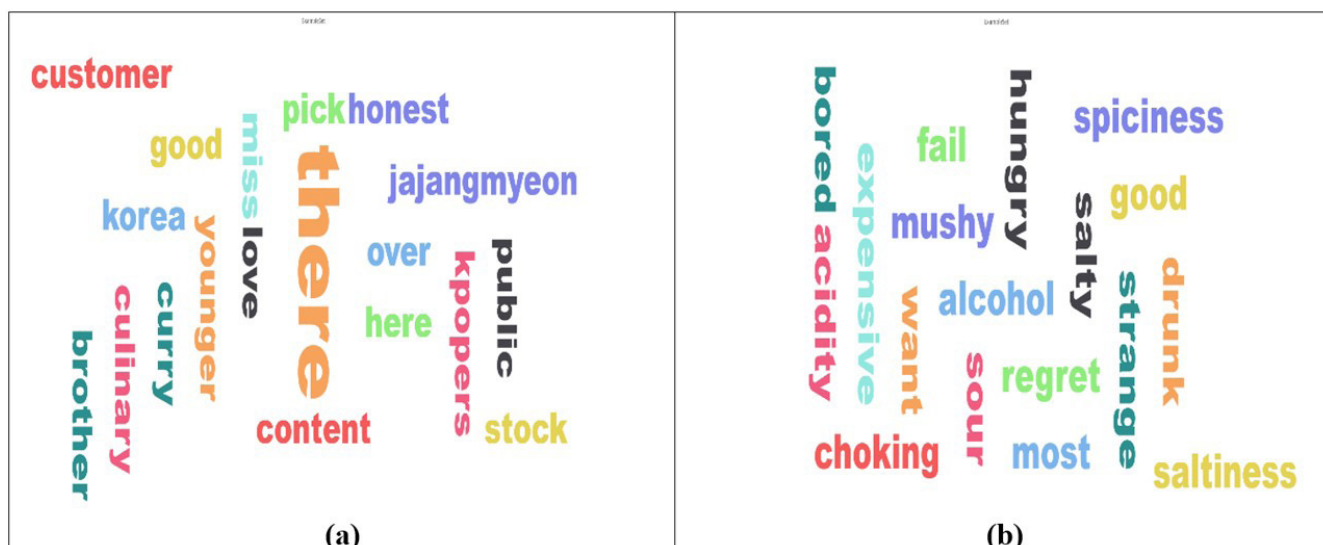 customer
pick honest
good
miss
there
jajangmyeon
korea
younger
love
over
public
kpopers
here
curry
culinary
brother
content
stock
(a)
bored
hungry
spiciness
fail
expensive
good
salty
mushy
acidity
drunk
strange
alcohol
want
sour
regret
choking
most
saltiness
(b)